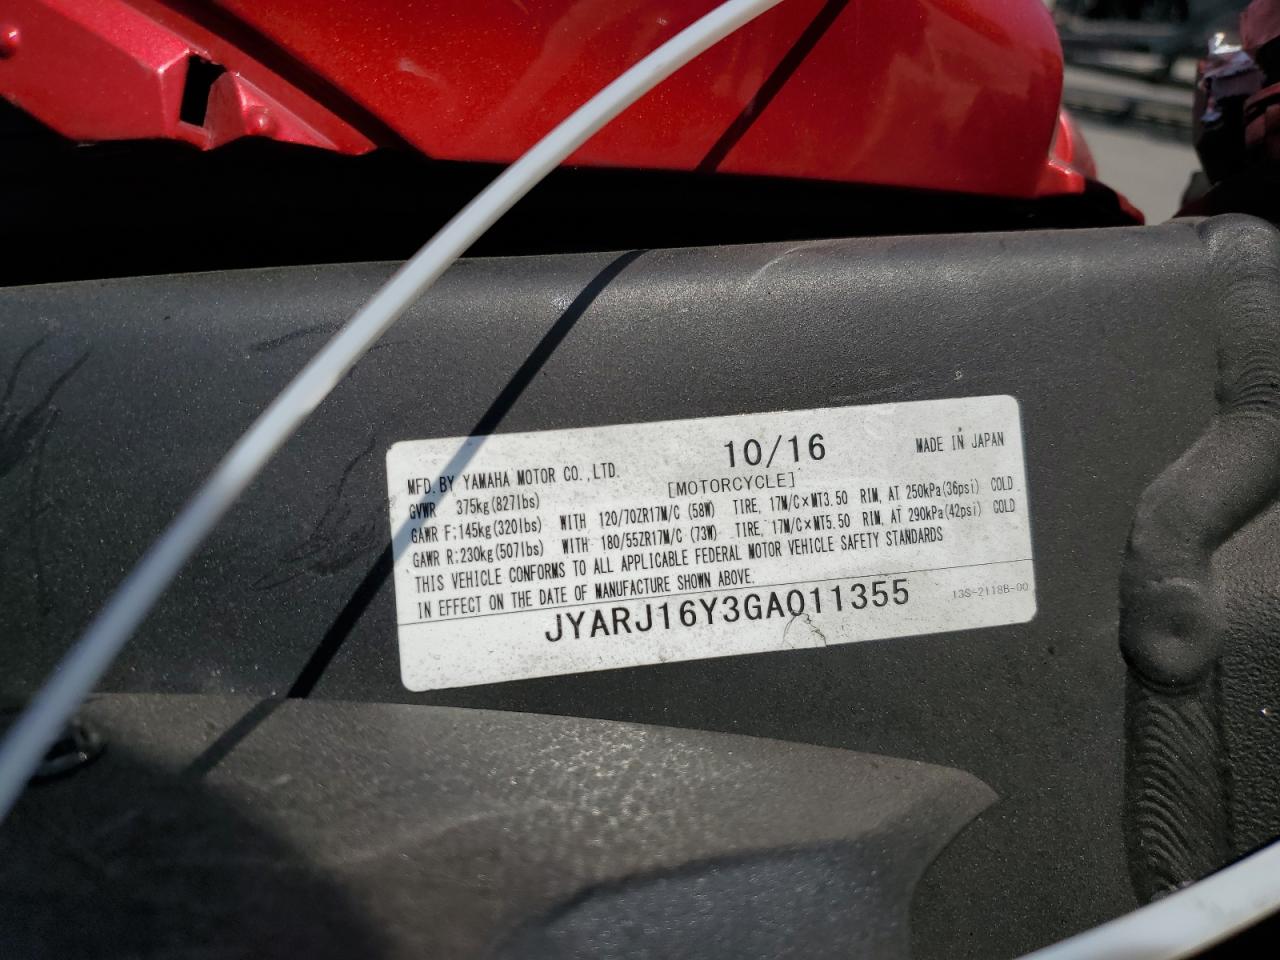 MFD. BY YAMAHA MOTOR CO., LTD. 10/16 MADE IN JAPAN
[MOTORCYCLE]
GVWR 375kg(827lbs)
GAWR F:145kg(320lbs) WITH 120/70ZR17M/C (58W) TIRE, 17M/C×MT3.50 RIM, AT 250kPa(36psi) COLD
GAWR R:230kg(507lbs) WITH 180/55ZR17M/C (73W) TIRE, 17M/C×MT5.50 RIM, AT 290kPa(42psi) COLD
THIS VEHICLE CONFORMS TO ALL APPLICABLE FEDERAL MOTOR VEHICLE SAFETY STANDARDS
IN EFFECT ON THE DATE OF MANUFACTURE SHOWN ABOVE.
JYARJ16Y3GA011355 13S-2118B-00